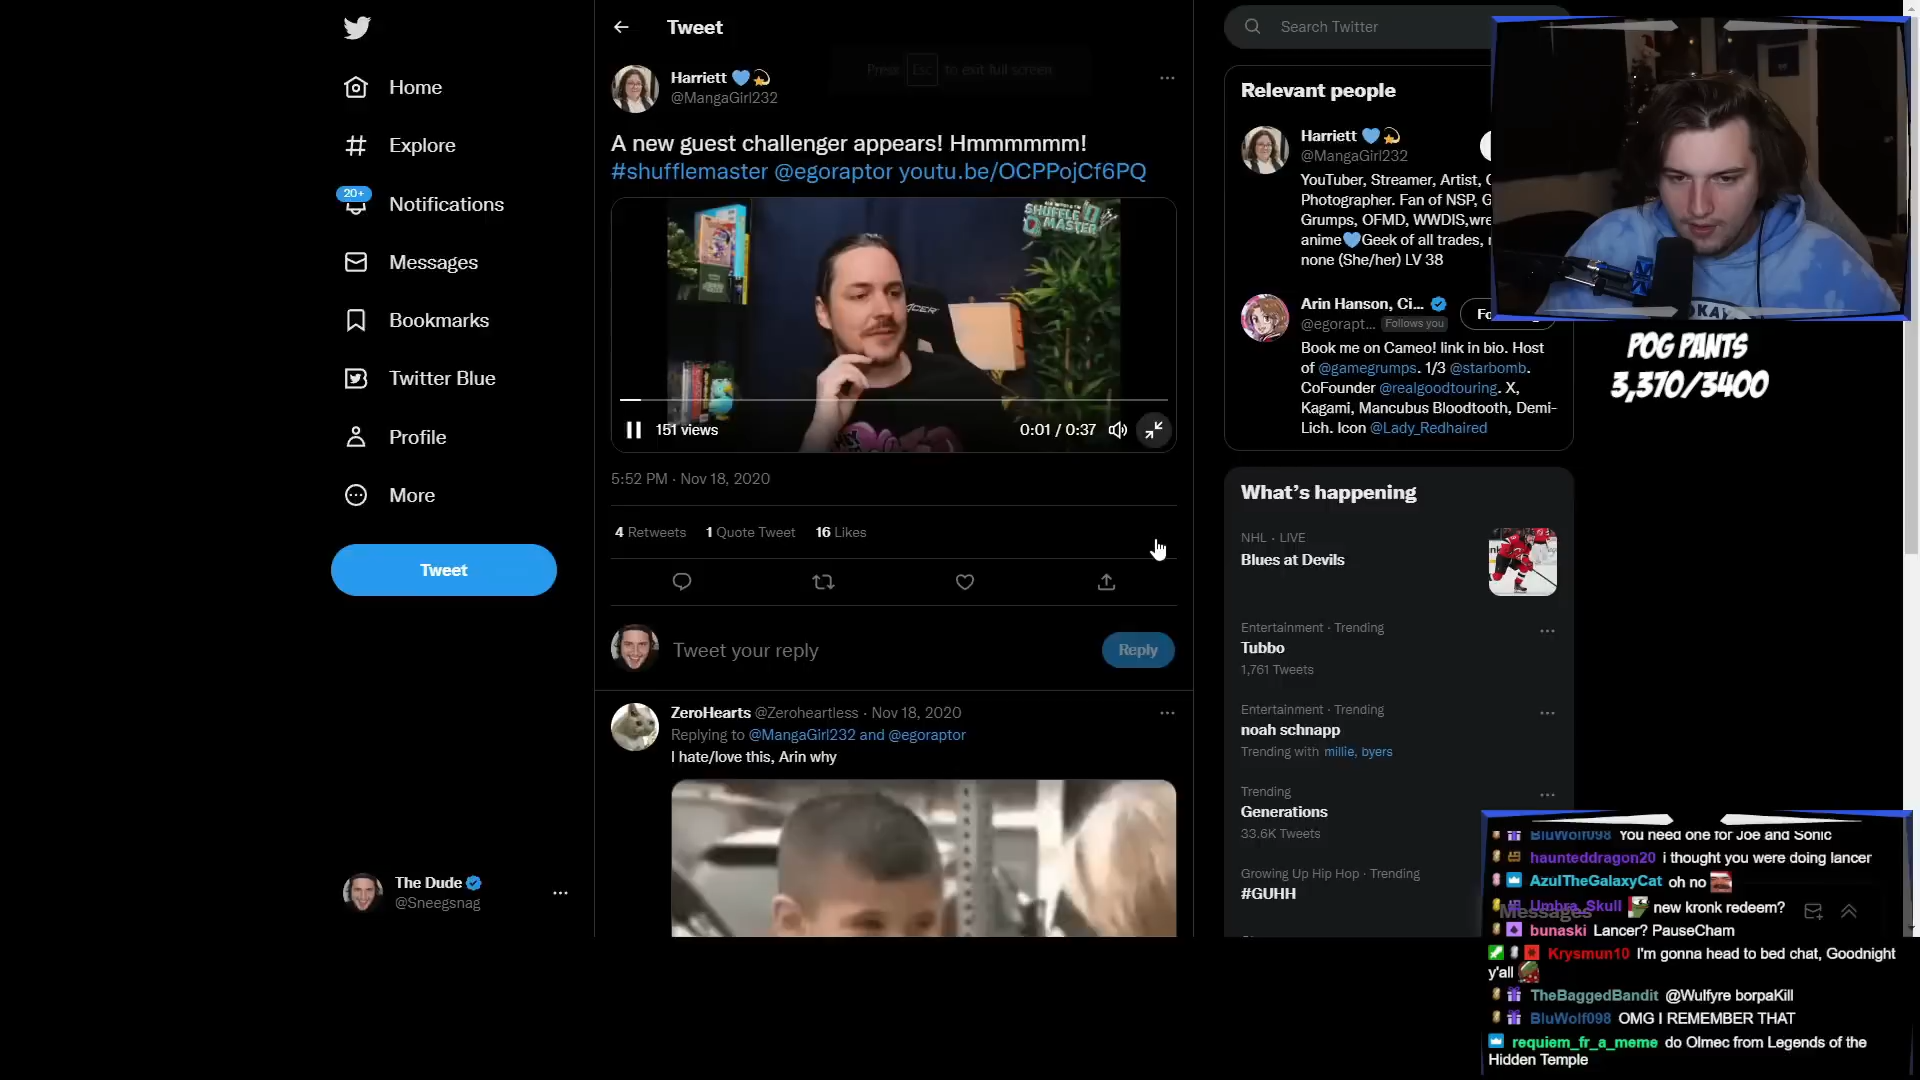 Home
Explore
20+
Notifications
Messages
Bookmarks
Twitter Blue
Profile
More
Tweet
The Dude
@Sneegsnag
Tweet
Press Esc to exit full screen
Harriett
@MangaGirl232
A new guest challenger appears! Hmmmmmm!
#shufflemaster @egoraptor youtu.be/OCPPojCf6PQ
SHUFFLE
MASTER
ACER
151 views
0:01 / 0:37
5:52 PM · Nov 18, 2020
4 Retweets 1 Quote Tweet 16 Likes
Tweet your reply
Reply
ZeroHearts @Zeroheartless · Nov 18, 2020
Replying to @MangaGirl232 and @egoraptor
I hate/love this, Arin why
Search Twitter
Relevant people
Harriett
@MangaGirl232
YouTuber, Streamer, Artist,
Photographer. Fan of NSP,
Grumps, OFMD, WWDIS,wre
anime Geek of all trades,
none (She/her) LV 38
Arin Hanson, Ci...
@egorapt... Follows you
Book me on Cameo! link in bio. Host
of @gamegrumps. 1/3 @starbomb.
CoFounder @realgoodtouring. X,
Kagami, Mancubus Bloodtooth, Demi-
Lich. Icon @Lady_Redhaired
What's happening
NHL · LIVE
Blues at Devils
Entertainment · Trending
Tubbo
1,761 Tweets
Entertainment · Trending
noah schnapp
Trending with millie, byers
Trending
Generations
33.6K Tweets
Growing Up Hip Hop · Trending
#GUHH
POG PANTS
3,370/3400
BluWolf098 You need one for Joe and Sonic
haunteddragon20 i thought you were doing lancer
AzulTheGalaxyCat oh no
Umbra_Skull new kronk redeem?
Messages
bunaski Lancer? PauseCham
Krysmun10 I'm gonna head to bed chat, Goodnight
y'all
TheBaggedBandit @Wulfyre borpaKill
BluWolf098 OMG I REMEMBER THAT
requiem_fr_a_meme do Olmec from Legends of the
Hidden Temple